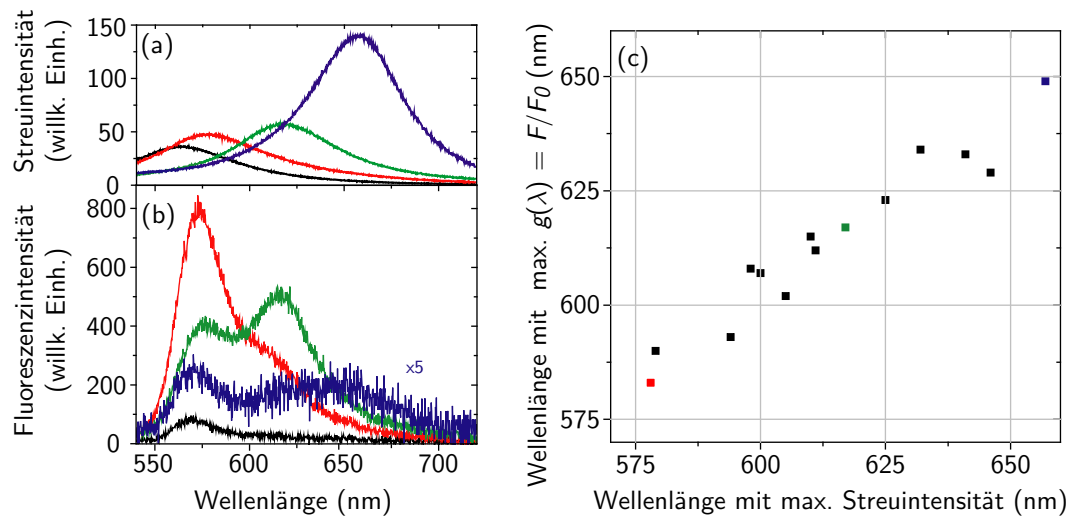 Streuintensität
(willk. Einh.)
150
100
50
0
(a)
Fluoreszenzintensität
(willk. Einh.)
800
600
400
200
0
(b)
x5
550
600
650
700
Wellenlänge (nm)
Wellenlänge mit max. g(λ) = F/F0 (nm)
650
625
600
575
(c)
575
600
625
650
Wellenlänge mit max. Streuintensität (nm)